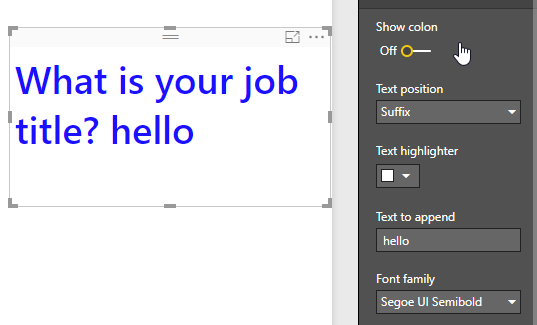 What is your job
title? hello
Show colon
Off
Text position
Suffix
Text highlighter
Text to append
hello
Font family
Segoe UI Semibold